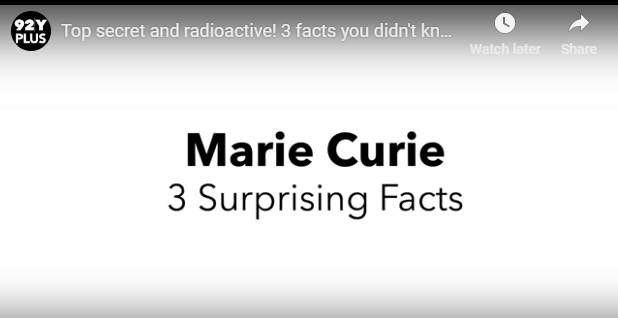 92Y
PLUS
Top secret and radioactive! 3 facts you didn't kn...
Watch later
Share
Marie Curie
3 Surprising Facts